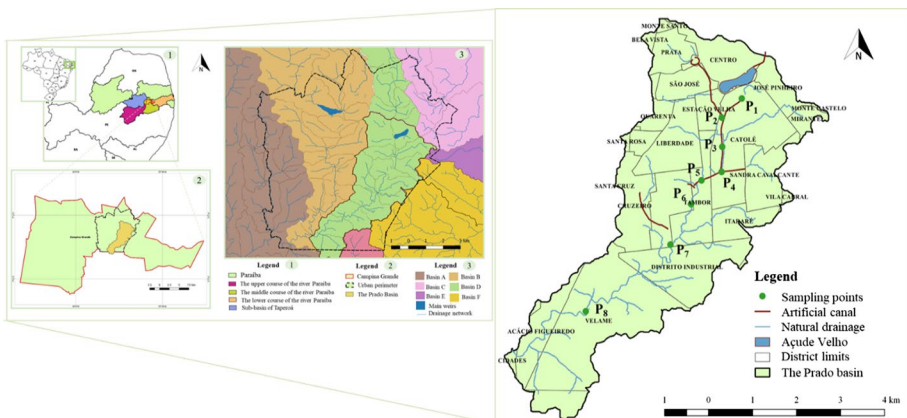 1
N
2
3
Legend 1
Paraíba
The upper course of the river Paraíba
The middle course of the river Paraíba
The lower course of the river Paraíba
Sub-basin of Taperoá
Legend 2
Campina Grande
Urban perimeter
The Prado Basin
Legend 3
Basin A
Basin B
Basin C
Basin D
Basin E
Basin F
Main weirs
Drainage network
MONTE SANTO
BELA VISTA
PRATA
CENTRO
SÃO JOSÉ
JOSÉ PINHEIRO
P1
ESTAÇÃO VELHA
MONTE CASTELO
QUARENTA
P2
MIRANTE
SANTA ROSA
LIBERDADE
P3
CATOLÉ
P5
P4
SANDRA CAVALCANTE
SANTA CRUZ
P6
TAMBOR
VILA CABRAL
CRUZEIRO
ITARARÉ
P7
DISTRITO INDUSTRIAL
P8
VELAME
ACÁCIO FIGUEIREDO
CIDADES
N
Legend
Sampling points
Artificial canal
Natural drainage
Açude Velho
District limits
The Prado basin
1 0 1 2 3 4 km